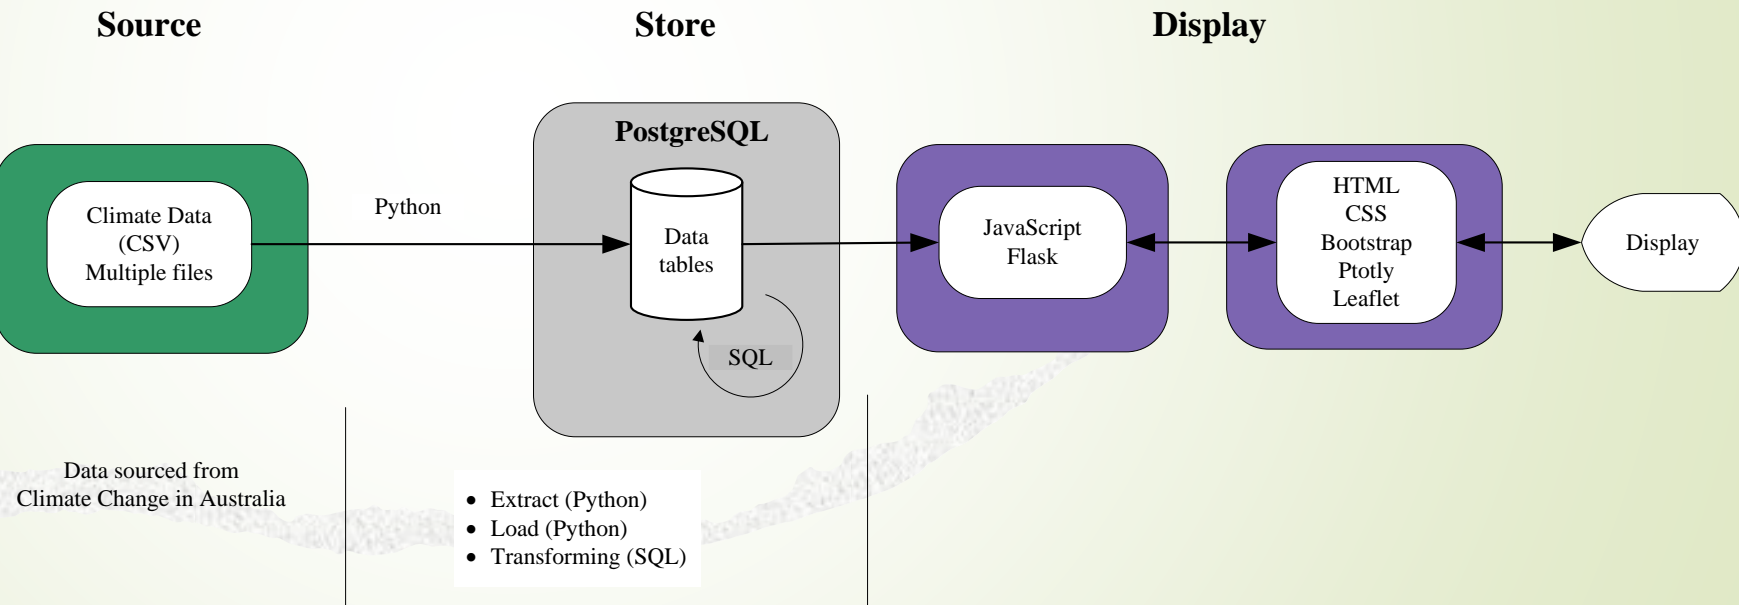 Source
Store
Display
PostgreSQL
Climate Data
(CSV)
Multiple files
Python
Data
tables
SQL
JavaScript
Flask
HTML
CSS
Bootstrap
Ptotly
Leaflet
Display
Data sourced from
Climate Change in Australia
• Extract (Python)
• Load (Python)
• Transforming (SQL)